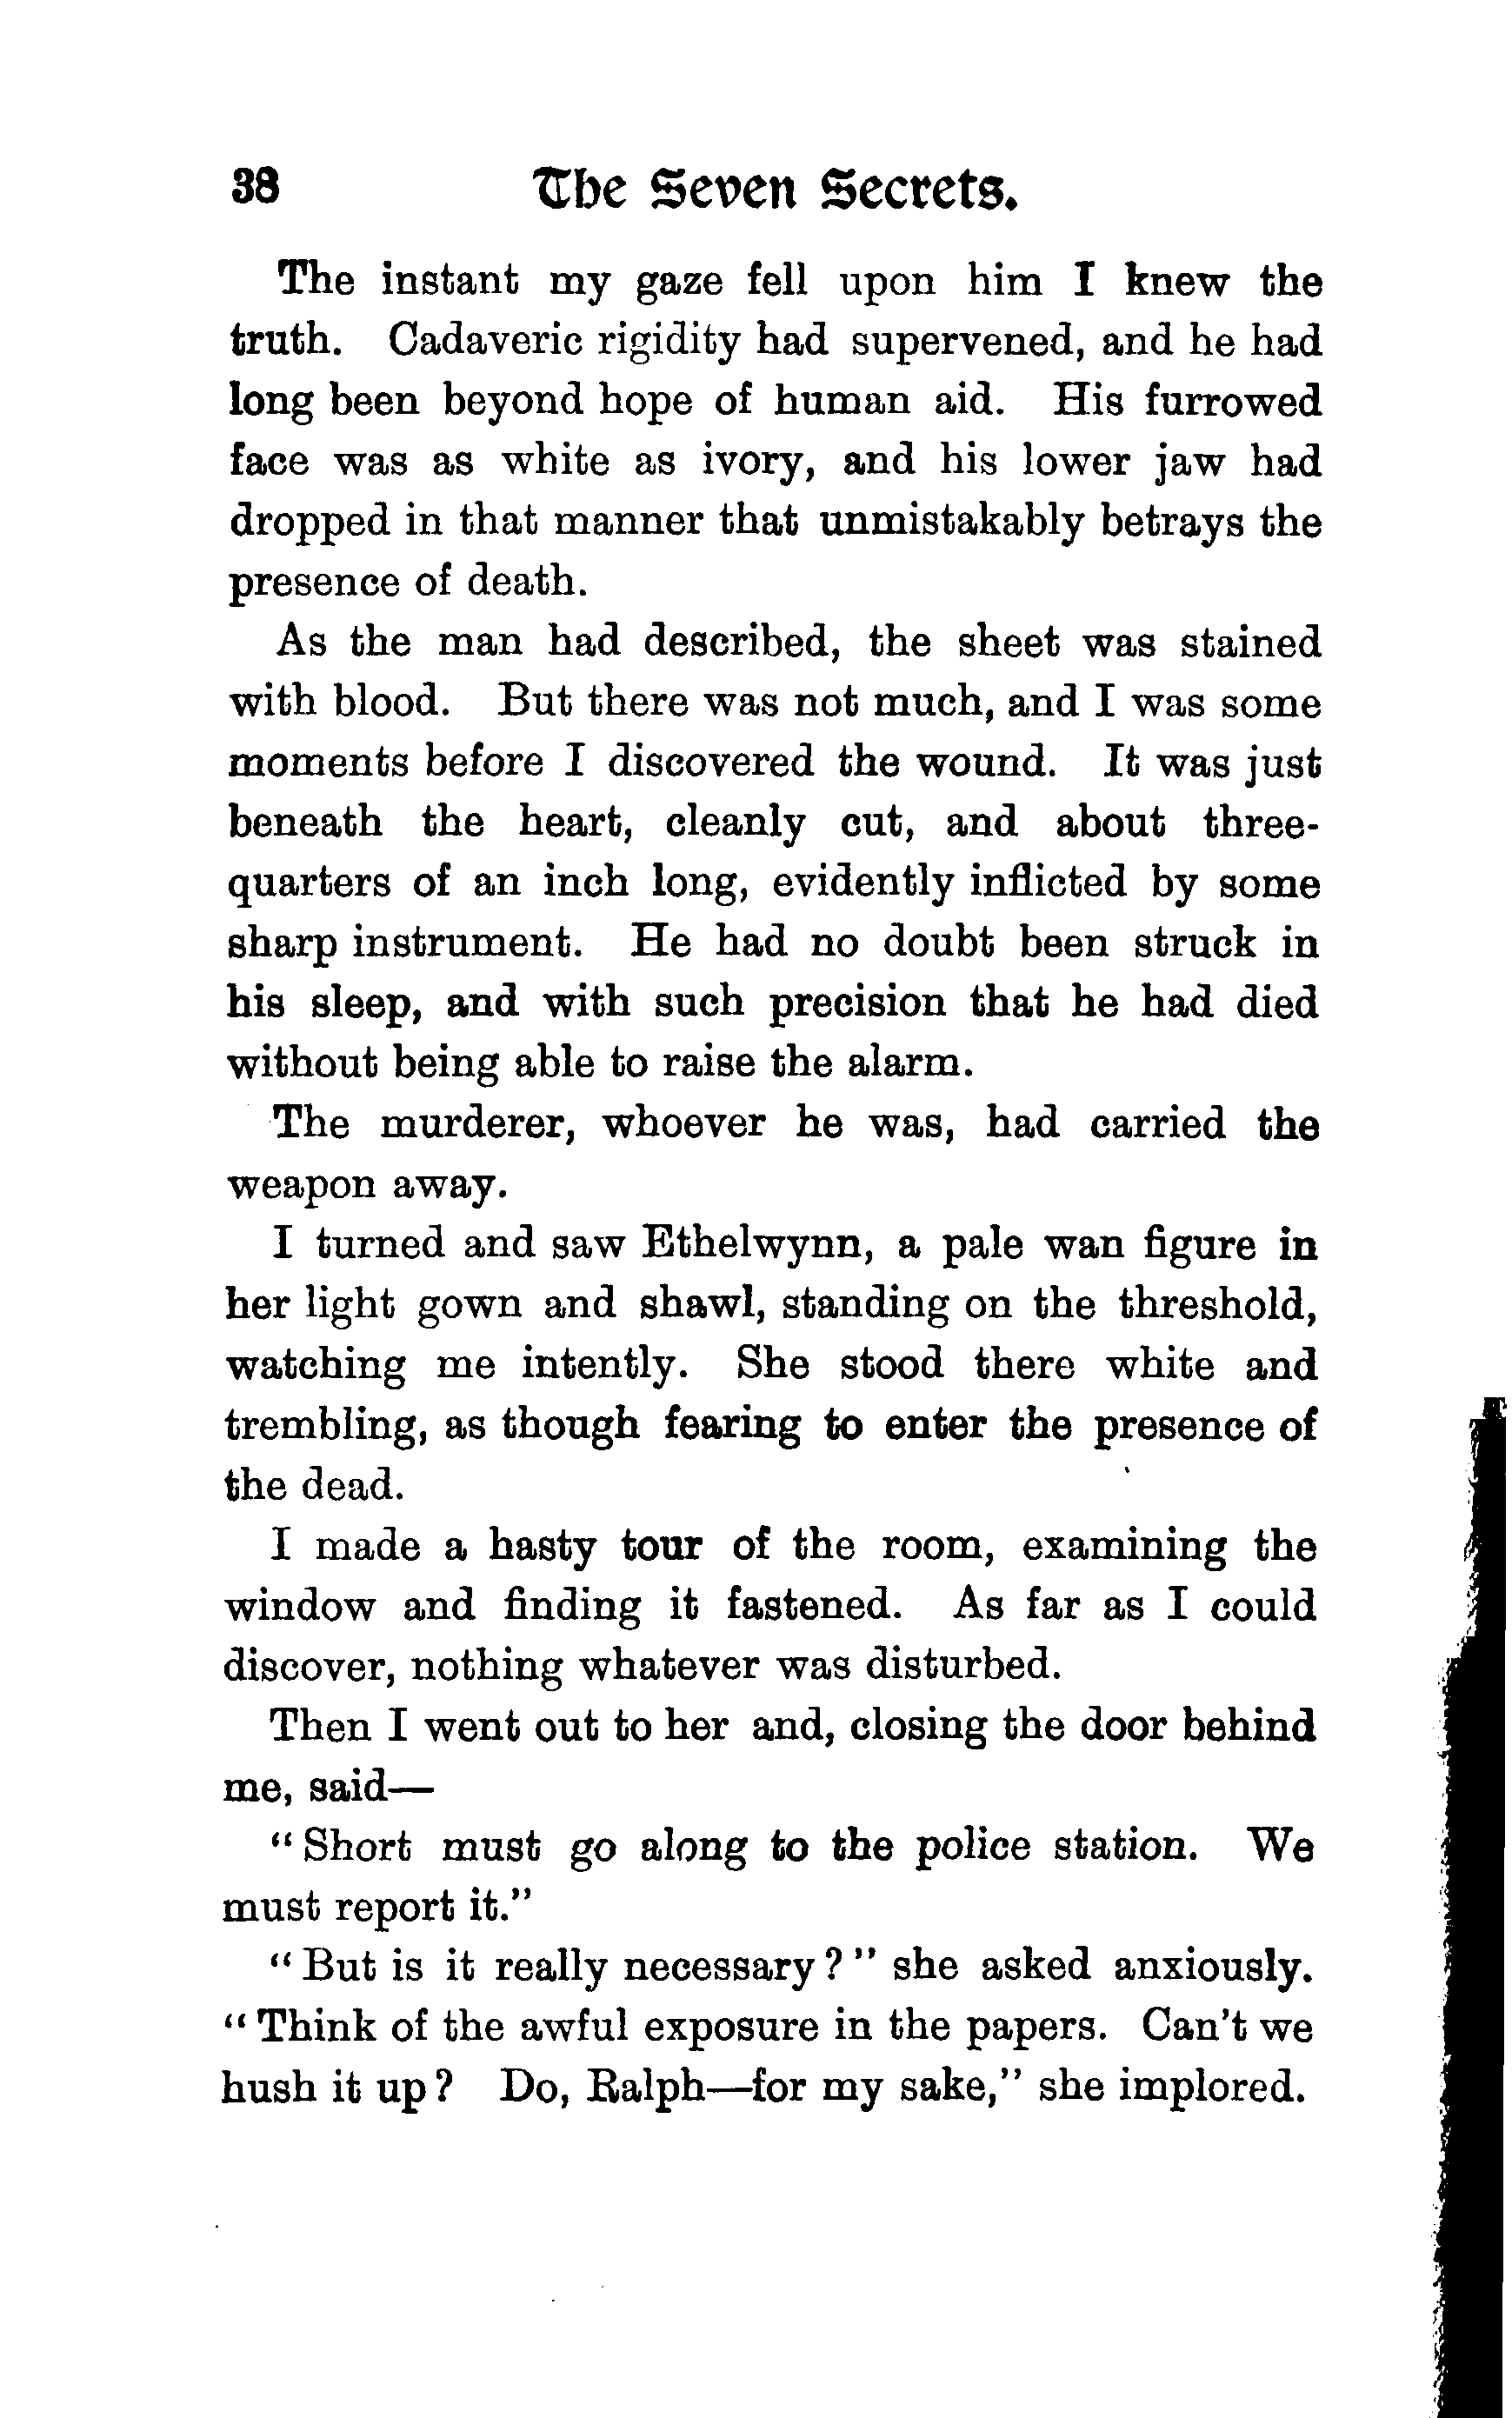 38 The Seven Secrets.
The instant my gaze fell upon him I knew the
truth. Cadaveric rigidity had supervened, and he had
long been beyond hope of human aid. His furrowed
face was as white as ivory, and his lower jaw had
dropped in that manner that unmistakably betrays the
presence of death.
As the man had described, the sheet was stained
with blood. But there was not much, and I was some
moments before I discovered the wound. It was just
beneath the heart, cleanly cut, and about three-
quarters of an inch long, evidently inflicted by some
sharp instrument. He had no doubt been struck in
his sleep, and with such precision that he had died
without being able to raise the alarm.
The murderer, whoever he was, had carried the
weapon away.
I turned and saw Ethelwynn, a pale wan figure in
her light gown and shawl, standing on the threshold,
watching me intently. She stood there white and
trembling, as though fearing to enter the presence of
the dead.
I made a hasty tour of the room, examining the
window and finding it fastened. As far as I could
discover, nothing whatever was disturbed.
Then I went out to her and, closing the door behind
me, said—
"Short must go along to the police station. We
must report it."
"But is it really necessary?" she asked anxiously.
"Think of the awful exposure in the papers. Can't we
hush it up? Do, Ralph—for my sake," she implored.